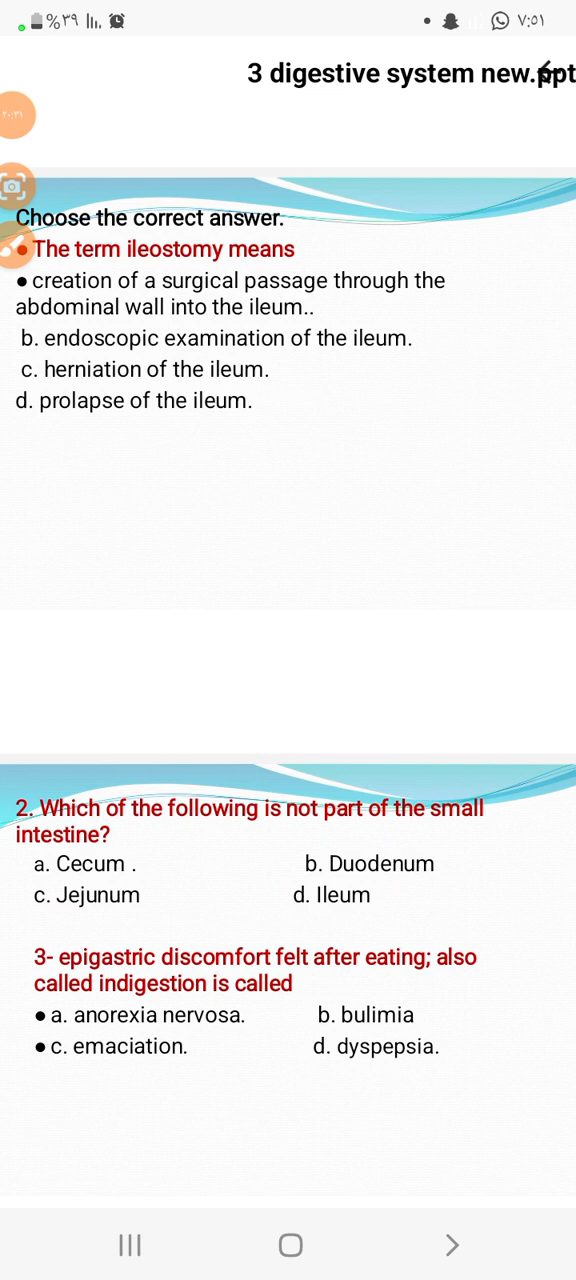 %٣٩ ٧:٥١
3 digestive system new.ppt
٢٠:٣١
Choose the correct answer.
• The term ileostomy means
• creation of a surgical passage through the
abdominal wall into the ileum..
b. endoscopic examination of the ileum.
c. herniation of the ileum.
d. prolapse of the ileum.
2. Which of the following is not part of the small
intestine?
a. Cecum . b. Duodenum
c. Jejunum d. Ileum
3- epigastric discomfort felt after eating; also
called indigestion is called
• a. anorexia nervosa. b. bulimia
• c. emaciation. d. dyspepsia.